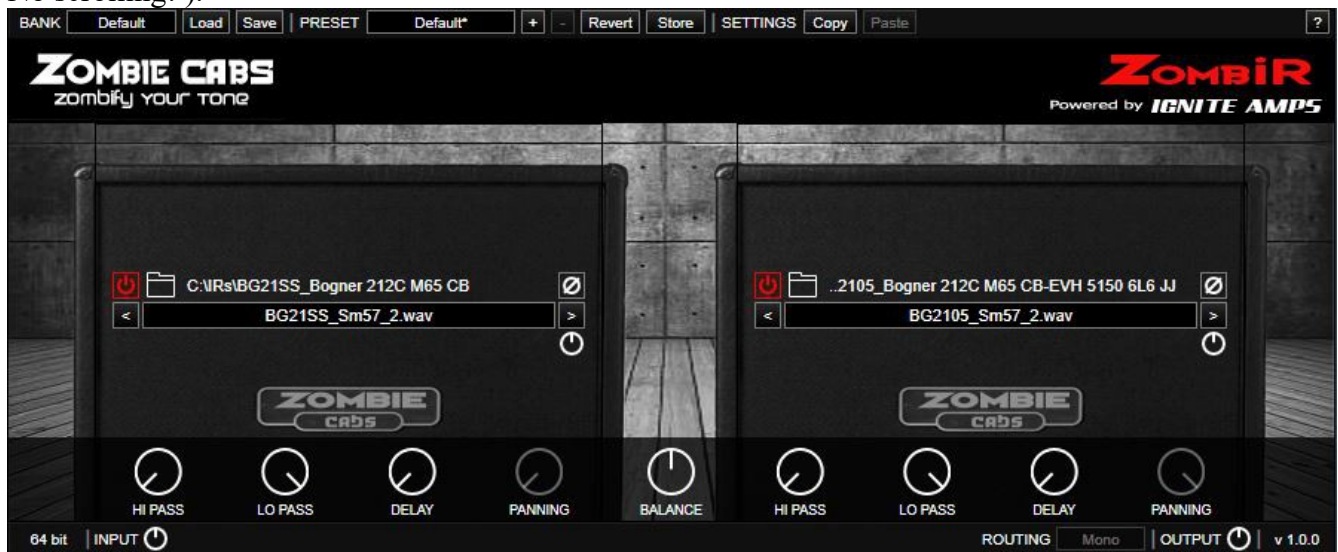 BANK Default Load Save | PRESET Default* + - Revert Store | SETTINGS Copy Paste ?
ZOMBIE CABS
zombify your tone
ZOMBiR
Powered by IGNITE AMPS
C:\IRs\BG21SS_Bogner 212C M65 CB
..2105_Bogner 212C M65 CB-EVH 5150 6L6 JJ
< BG21SS_Sm57_2.wav >
< BG2105_Sm57_2.wav >
ZOMBIE
CABS
ZOMBIE
CABS
HI PASS LO PASS DELAY PANNING BALANCE HI PASS LO PASS DELAY PANNING
64 bit | INPUT ROUTING Mono | OUTPUT | v 1.0.0